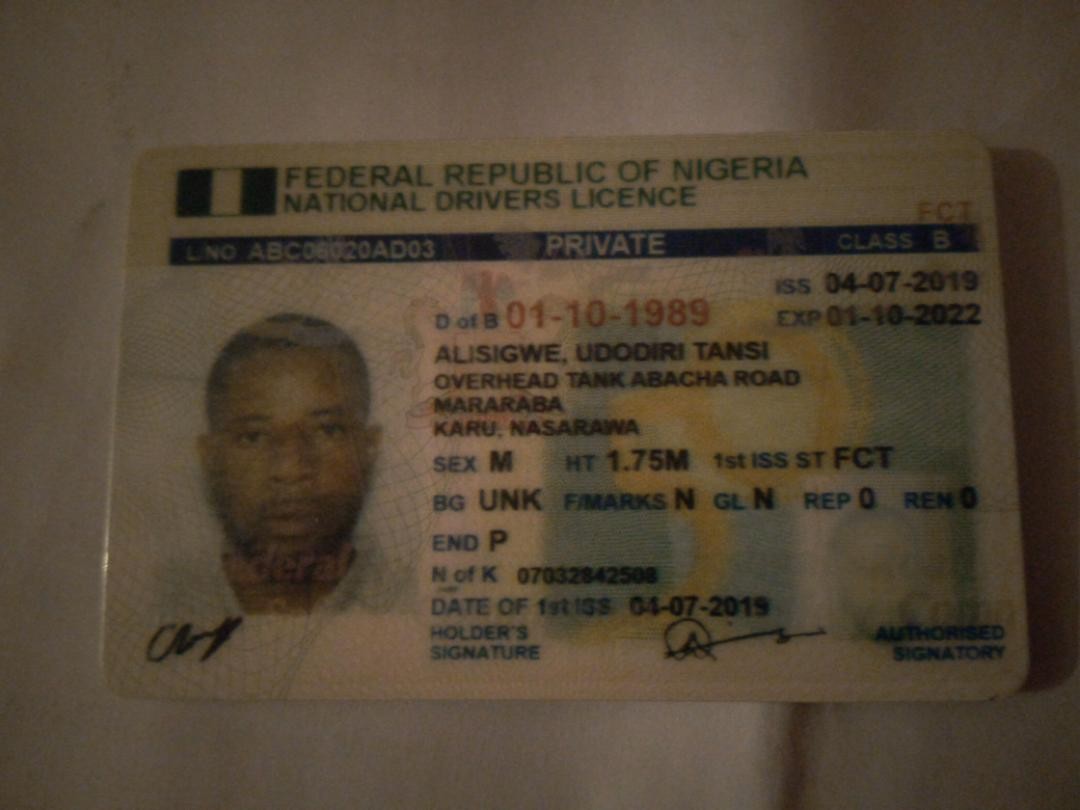 FEDERAL REPUBLIC OF NIGERIA
NATIONAL DRIVERS LICENCE
FCT
L/NO ABC06020AD03 PRIVATE CLASS B
ISS 04-07-2019
D of B 01-10-1989 EXP 01-10-2022
ALISIGWE, UDODIRI TANSI
OVERHEAD TANK ABACHA ROAD
MARARABA
KARU, NASARAWA
SEX M HT 1.75M 1st ISS ST FCT
BG UNK F/MARKS N GL N REP 0 REN 0
END P
N of K 07032842508
DATE OF 1st ISS 04-07-2019
HOLDER'S
SIGNATURE
AUTHORISED
SIGNATORY